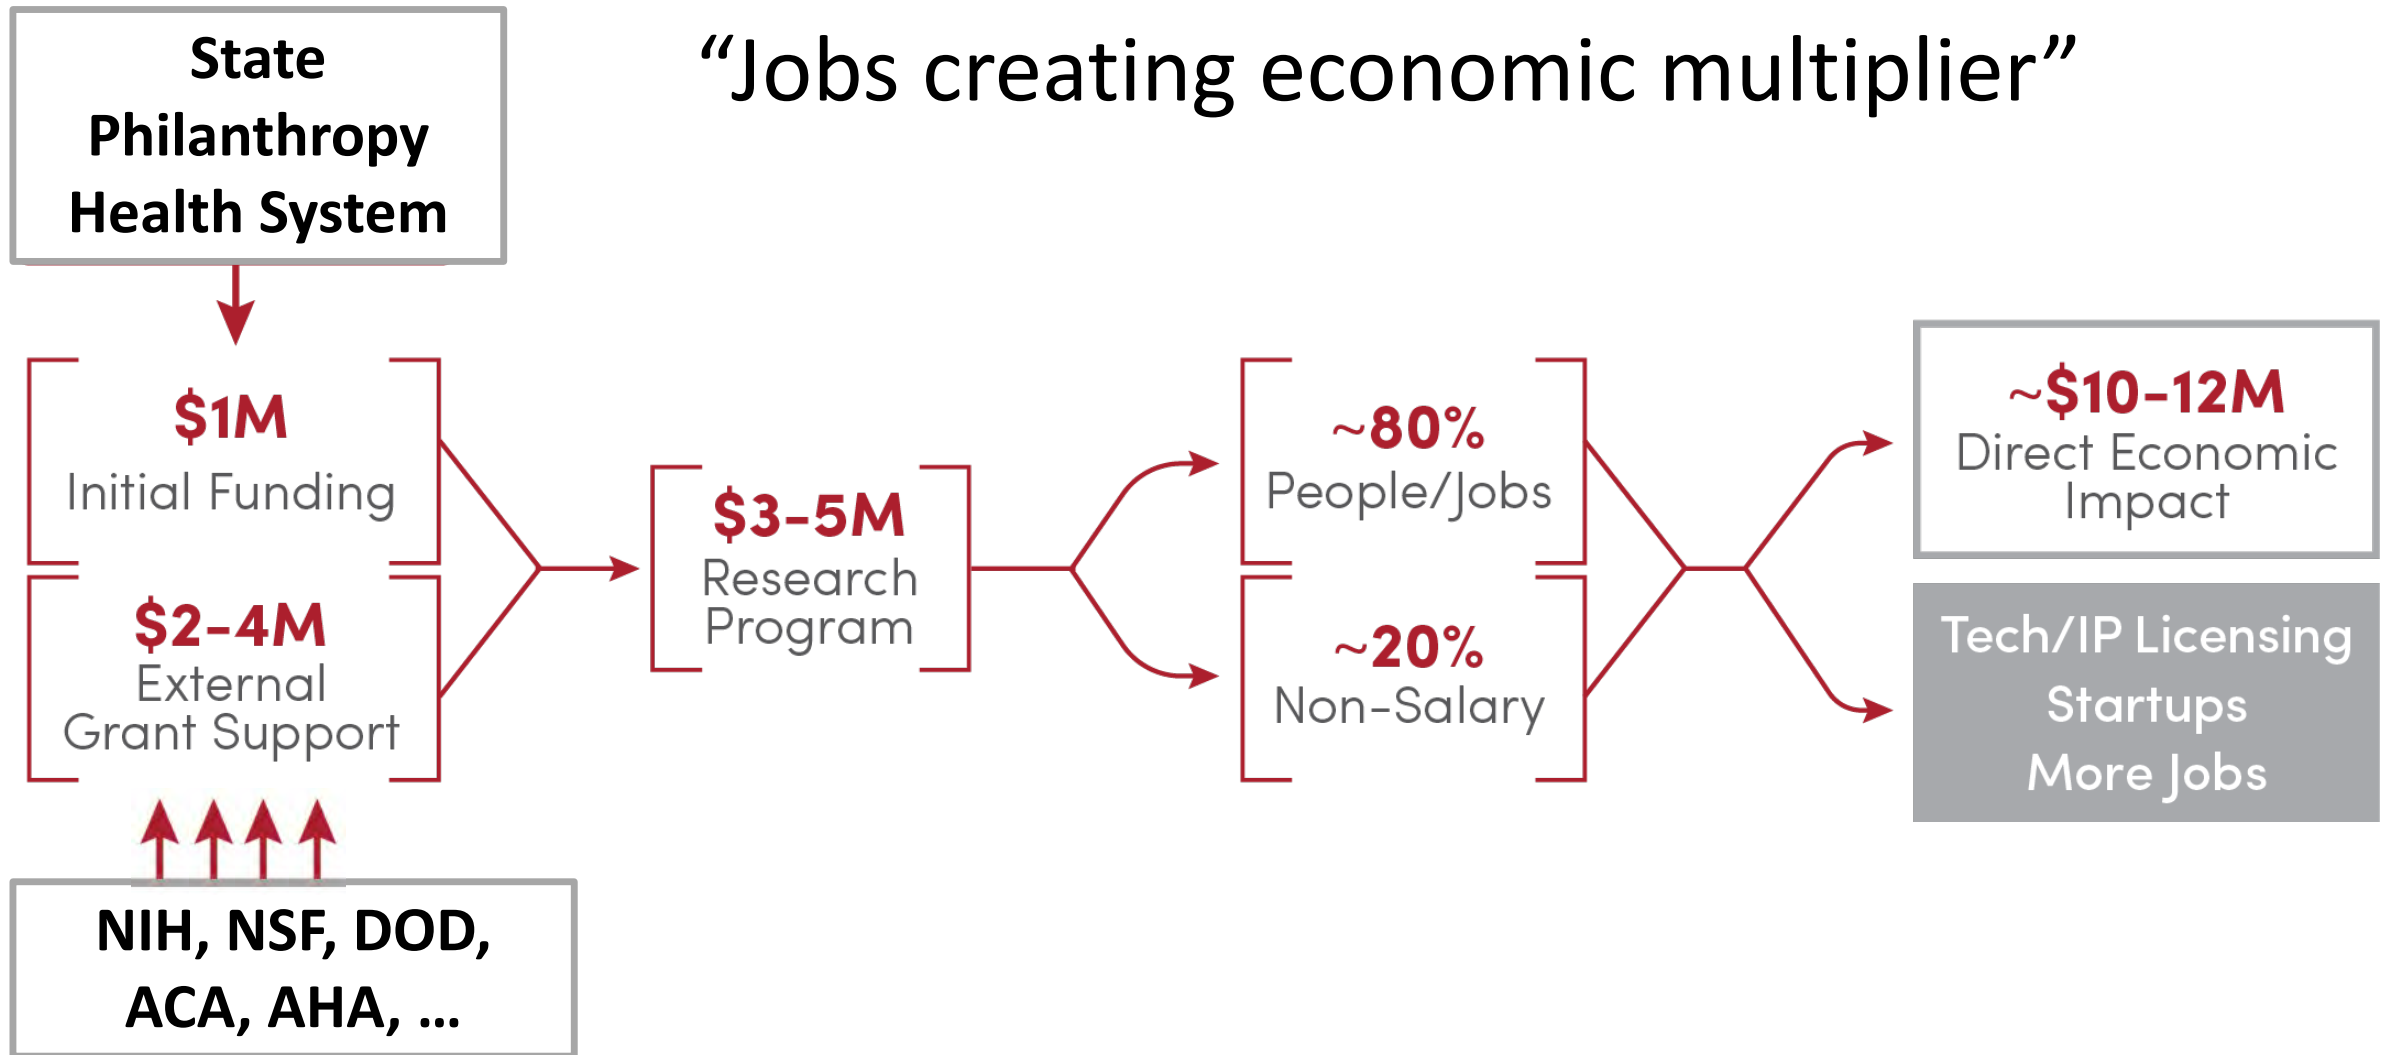 State
Philanthropy
Health System
“Jobs creating economic multiplier”
$1M
Initial Funding
$2-4M
External
Grant Support
NIH, NSF, DOD,
ACA, AHA, ...
$3-5M
Research
Program
~80%
People/Jobs
~20%
Non-Salary
~$10-12M
Direct Economic
Impact
Tech/IP Licensing
Startups
More Jobs